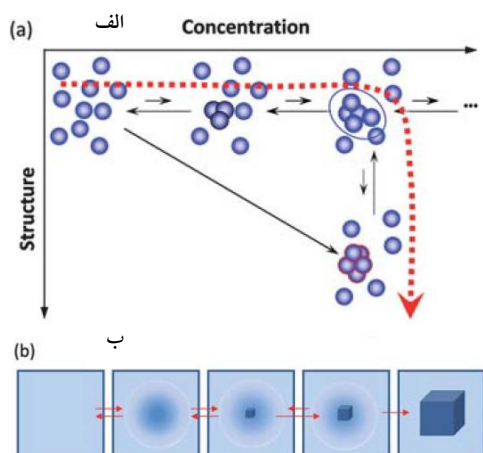 الف
(a)
Concentration
...
Structure
ب
(b)